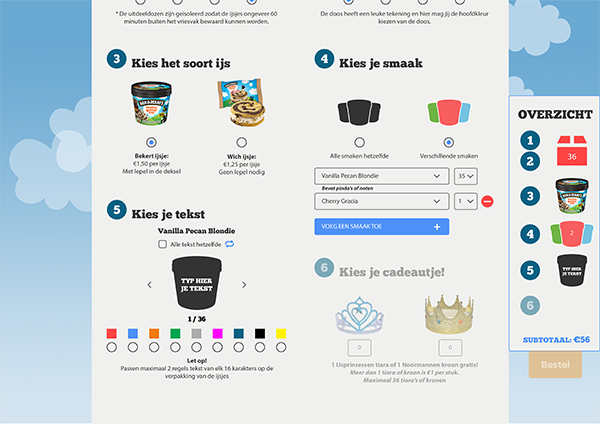 * De uitdeeldozen zijn geïsoleerd zodat de ijsjes ongeveer 60
minuten buiten het vriesvak bewaard kunnen worden.
De doos heeft een leuke tekening en hier mag jij de hoofdkleur
kiezen van de doos.
3 Kies het soort ijs
BEN & JERRY'S
Bekert ijsje:
€1,50 per ijsje
Met lepel in de deksel
Wich ijsje:
€1,25 per ijsje
Geen lepel nodig
4 Kies je smaak
Alle smaken hetzelfde
Verschillende smaken
Vanilla Pecan Blondie
35
Bevat pinda's of noten
Cherry Gracia
1
VOEG EEN SMAAK TOE +
5 Kies je tekst
Vanilla Pecan Blondie
Alle tekst hetzelfde
TYP HIER
JE TEKST
1 / 36
Let op!
Passen maximaal 2 regels tekst van elk 16 karakters op de
verpakking van de ijsjes
6 Kies je cadeautje!
0
0
1 IJsprinsessen tiara of 1 Noormannen kroon gratis!
Meer dan 1 tiara of kroon is €1 per stuk.
Maximaal 36 tiara's of kronen
OVERZICHT
1
2
36
3
4
2
5
TYP HIER
JE TEKST
6
SUBTOTAAL: €56
Bestel